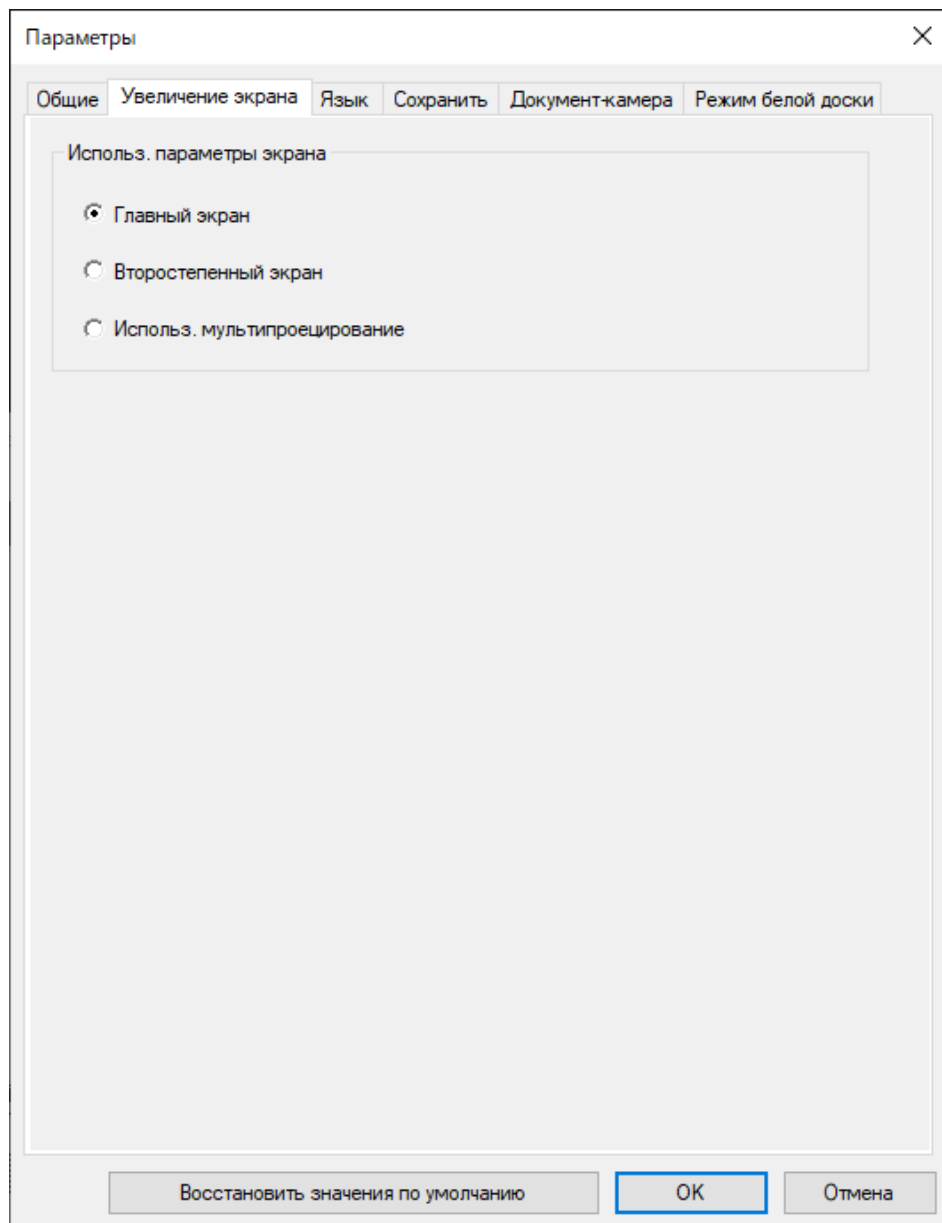 Параметры
Общие Увеличение экрана Язык Сохранить Документ-камера Режим белой доски
Использ. параметры экрана
Главный экран
Второстепенный экран
Использ. мультипроецирование
Восстановить значения по умолчанию OK Отмена